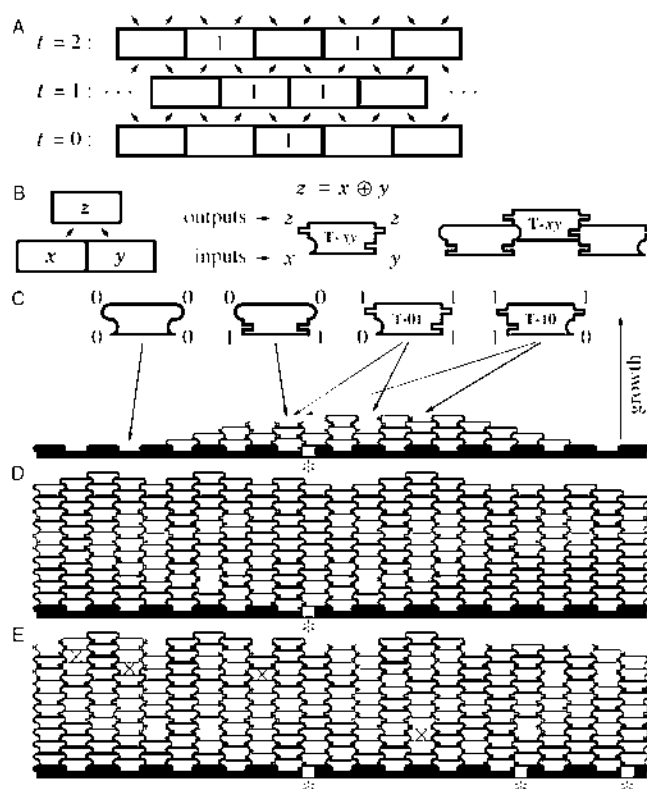 A
t = 2 :
1 1
t = 1 :
1 1
t = 0 :
1
B
z
x y
z = x ⊕ y
outputs z T-xy z
inputs x y
T-xy
C
0 0 0 0 1 1 1 1
T-01 T-10
0 0 1 1 0 1 1 0
growth
*
D
*
E
* * *